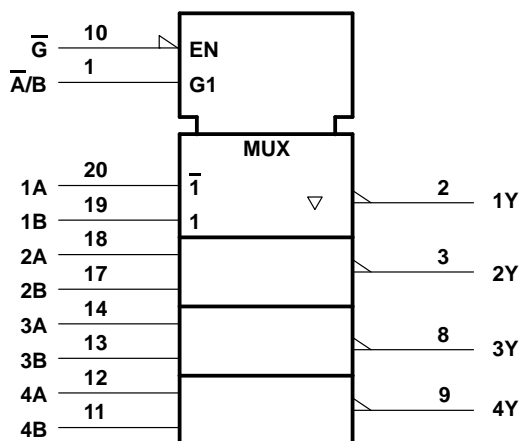 G̅ 10 EN
A̅/B 1 G1
MUX
1A 20 1̅ 2 1Y
1B 19 1
2A 18 3 2Y
2B 17
3A 14 8 3Y
3B 13
4A 12 9 4Y
4B 11